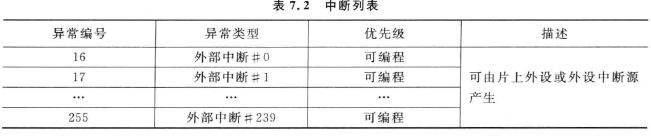 表 7.2 中断列表
异常编号 异常类型 优先级 描述
16 外部中断#0 可编程 可由片上外设或外设中断源产生
17 外部中断#1 可编程
… … …
255 外部中断#239 可编程